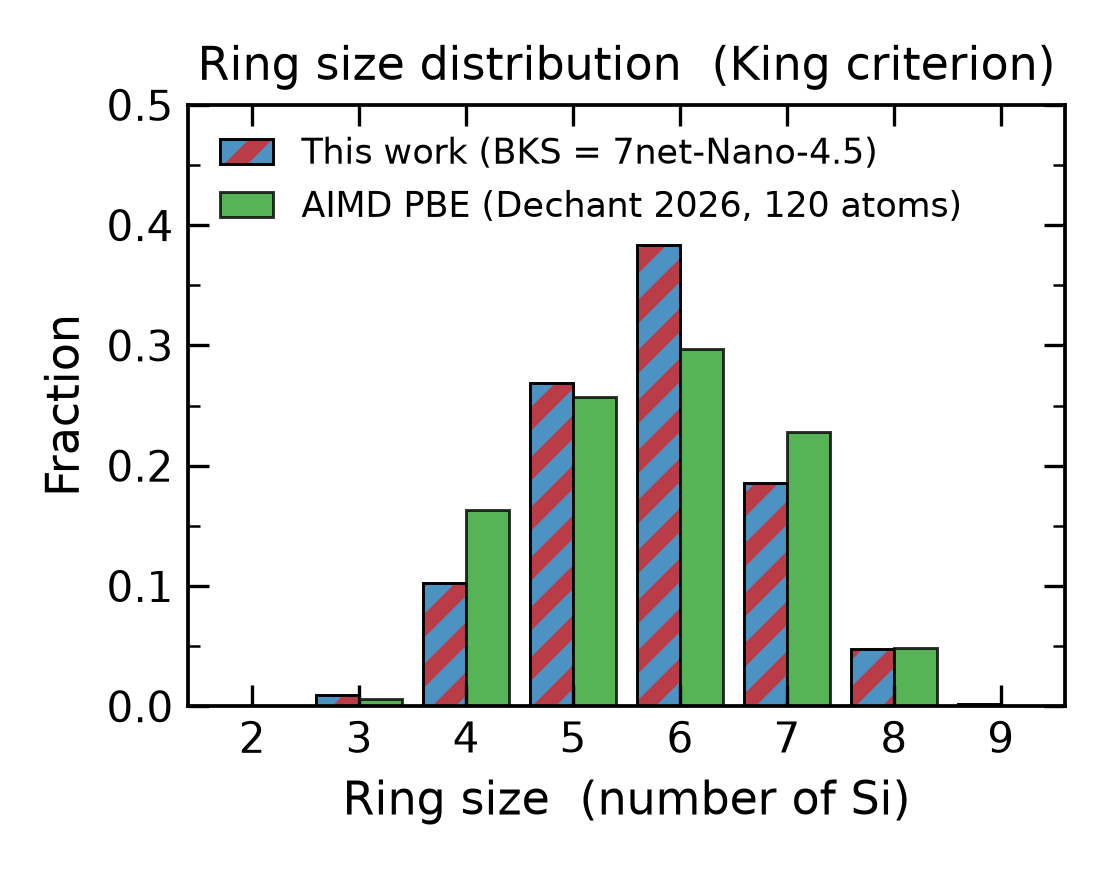 Ring size distribution (King criterion)
This work (BKS = 7net-Nano-4.5)
AIMD PBE (Dechant 2026, 120 atoms)
0.5
0.4
0.3
0.2
0.1
0.0
Fraction
2 3 4 5 6 7 8 9
Ring size (number of Si)